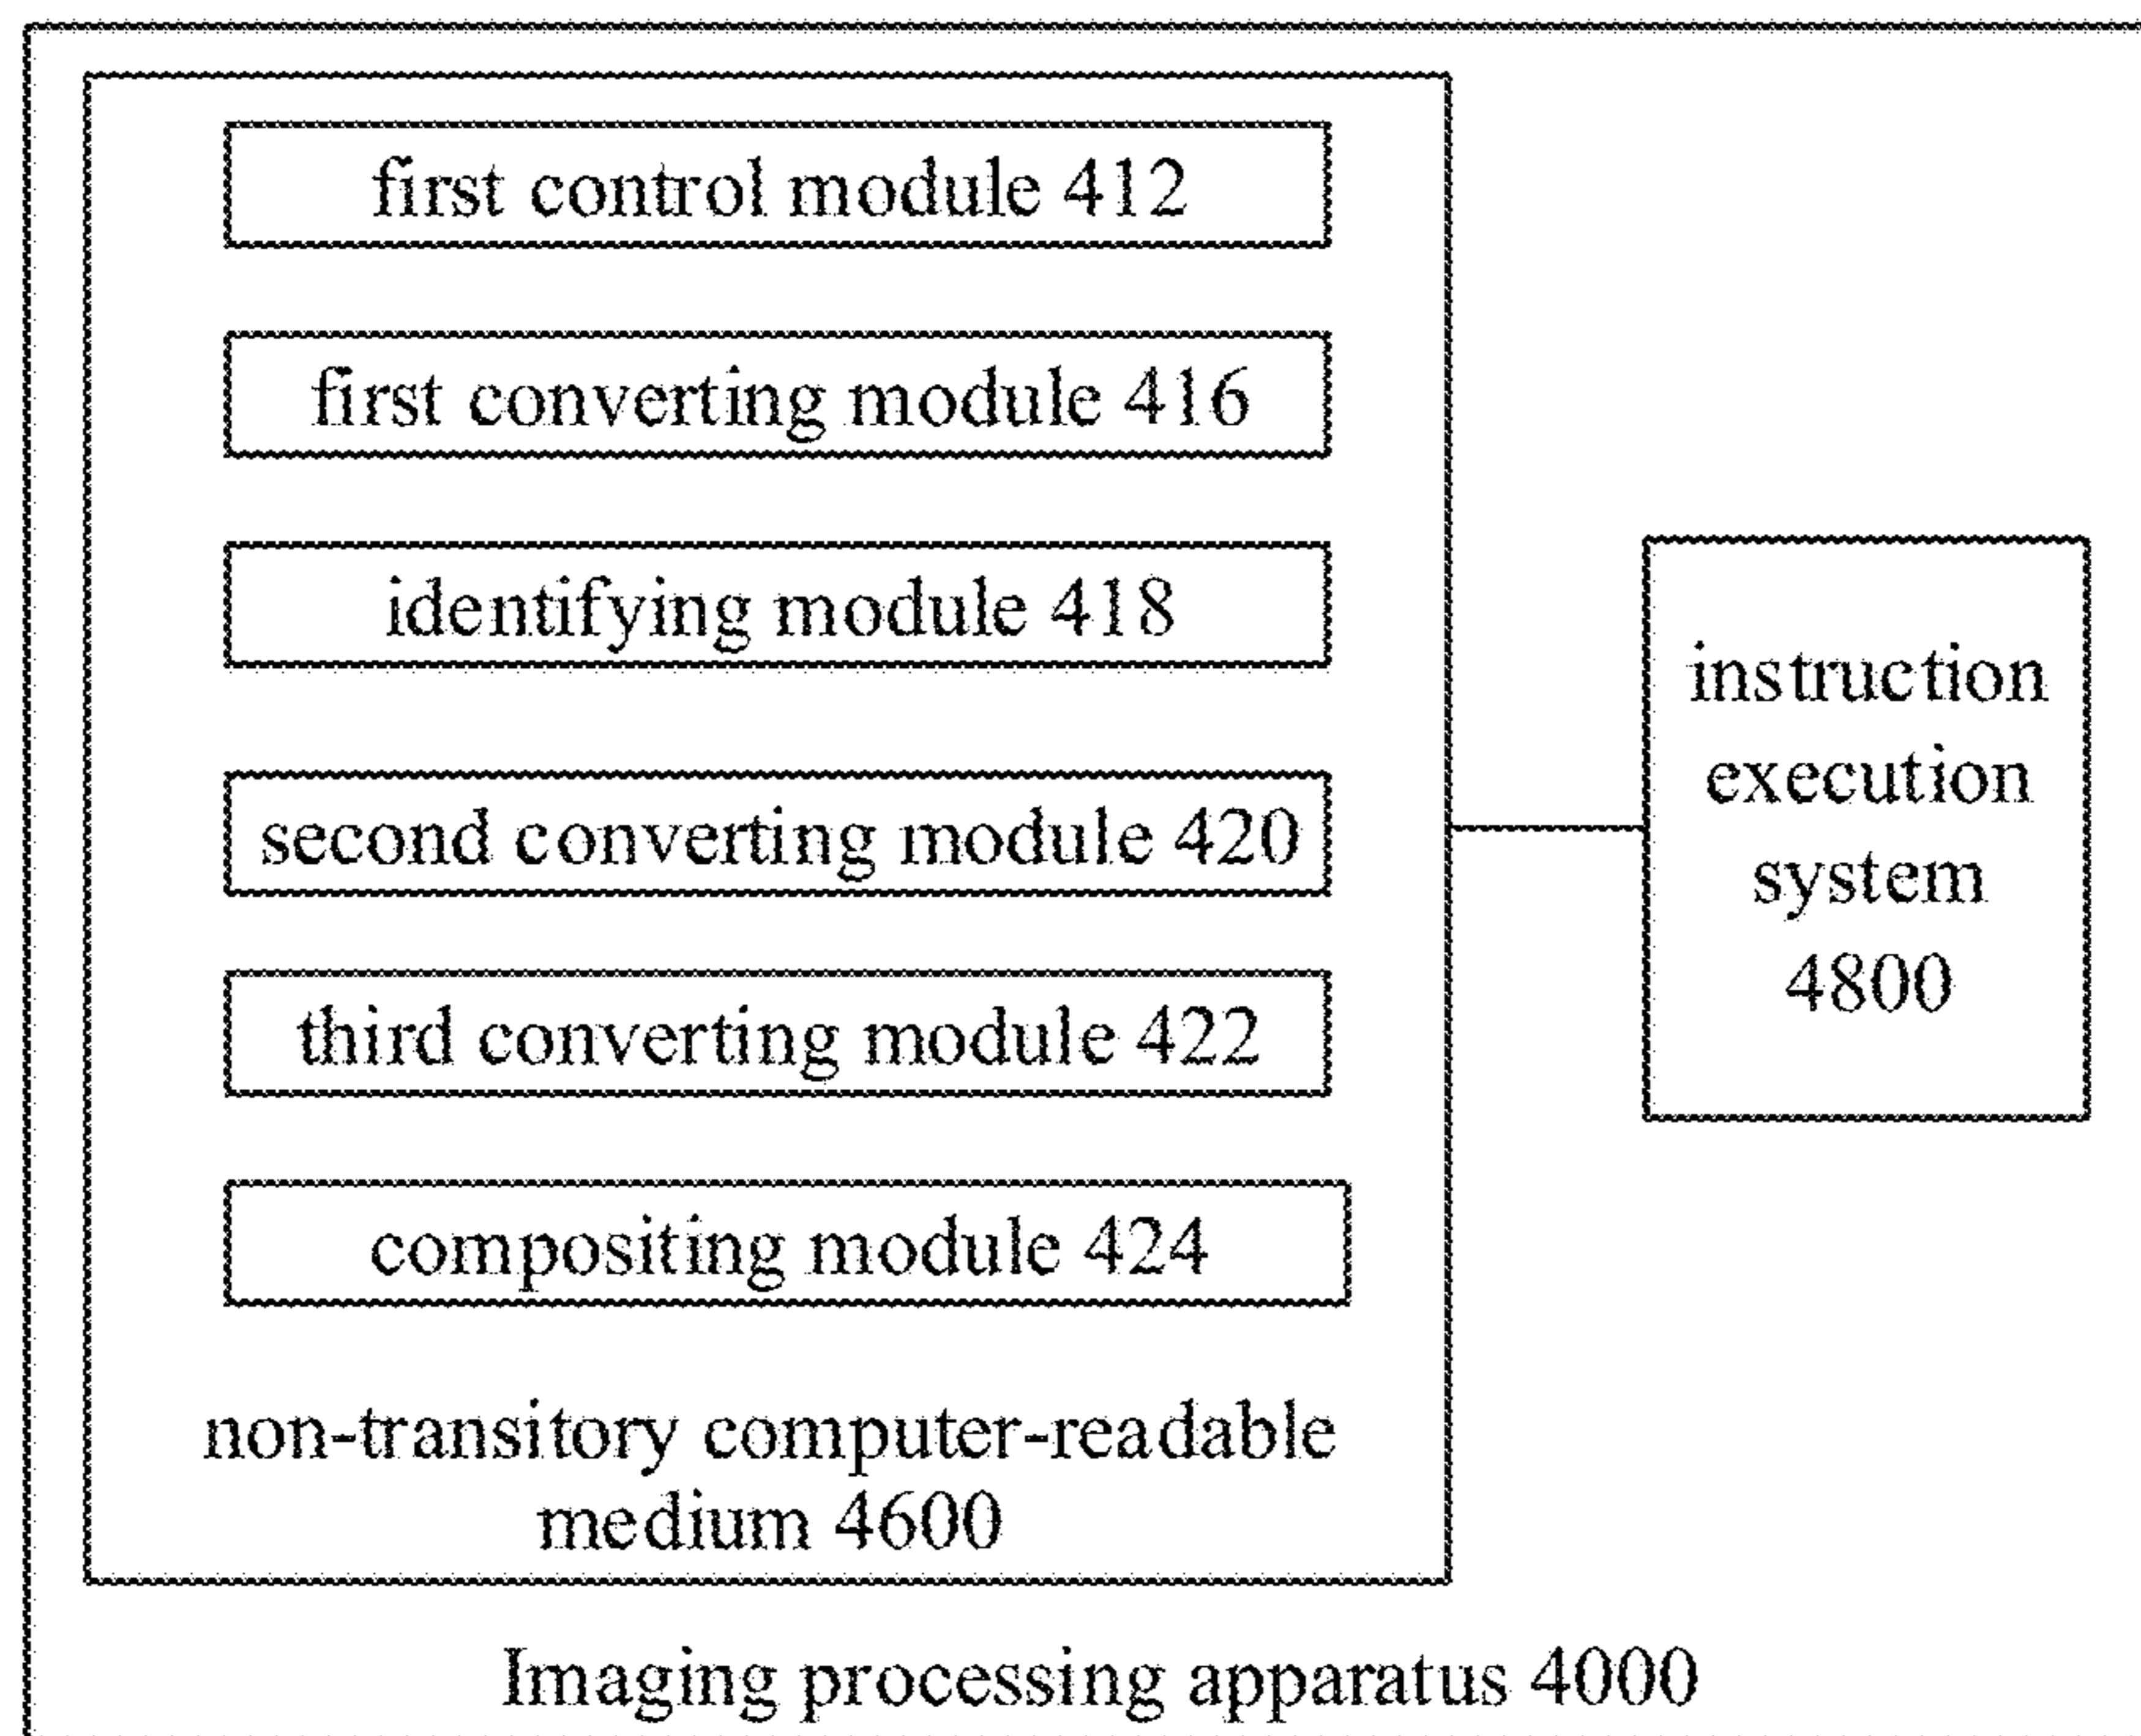 first control module 412
first converting module 416
identifying module 418
second converting module 420
third converting module 422
compositing module 424
non-transitory computer-readable
medium 4600
instruction
execution
system
4800
Imaging processing apparatus 4000